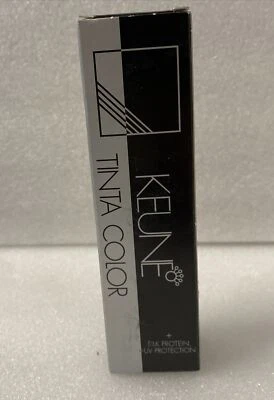 KEUNE
TINTA COLOR
+
SILK PROTEIN
UV PROTECTION